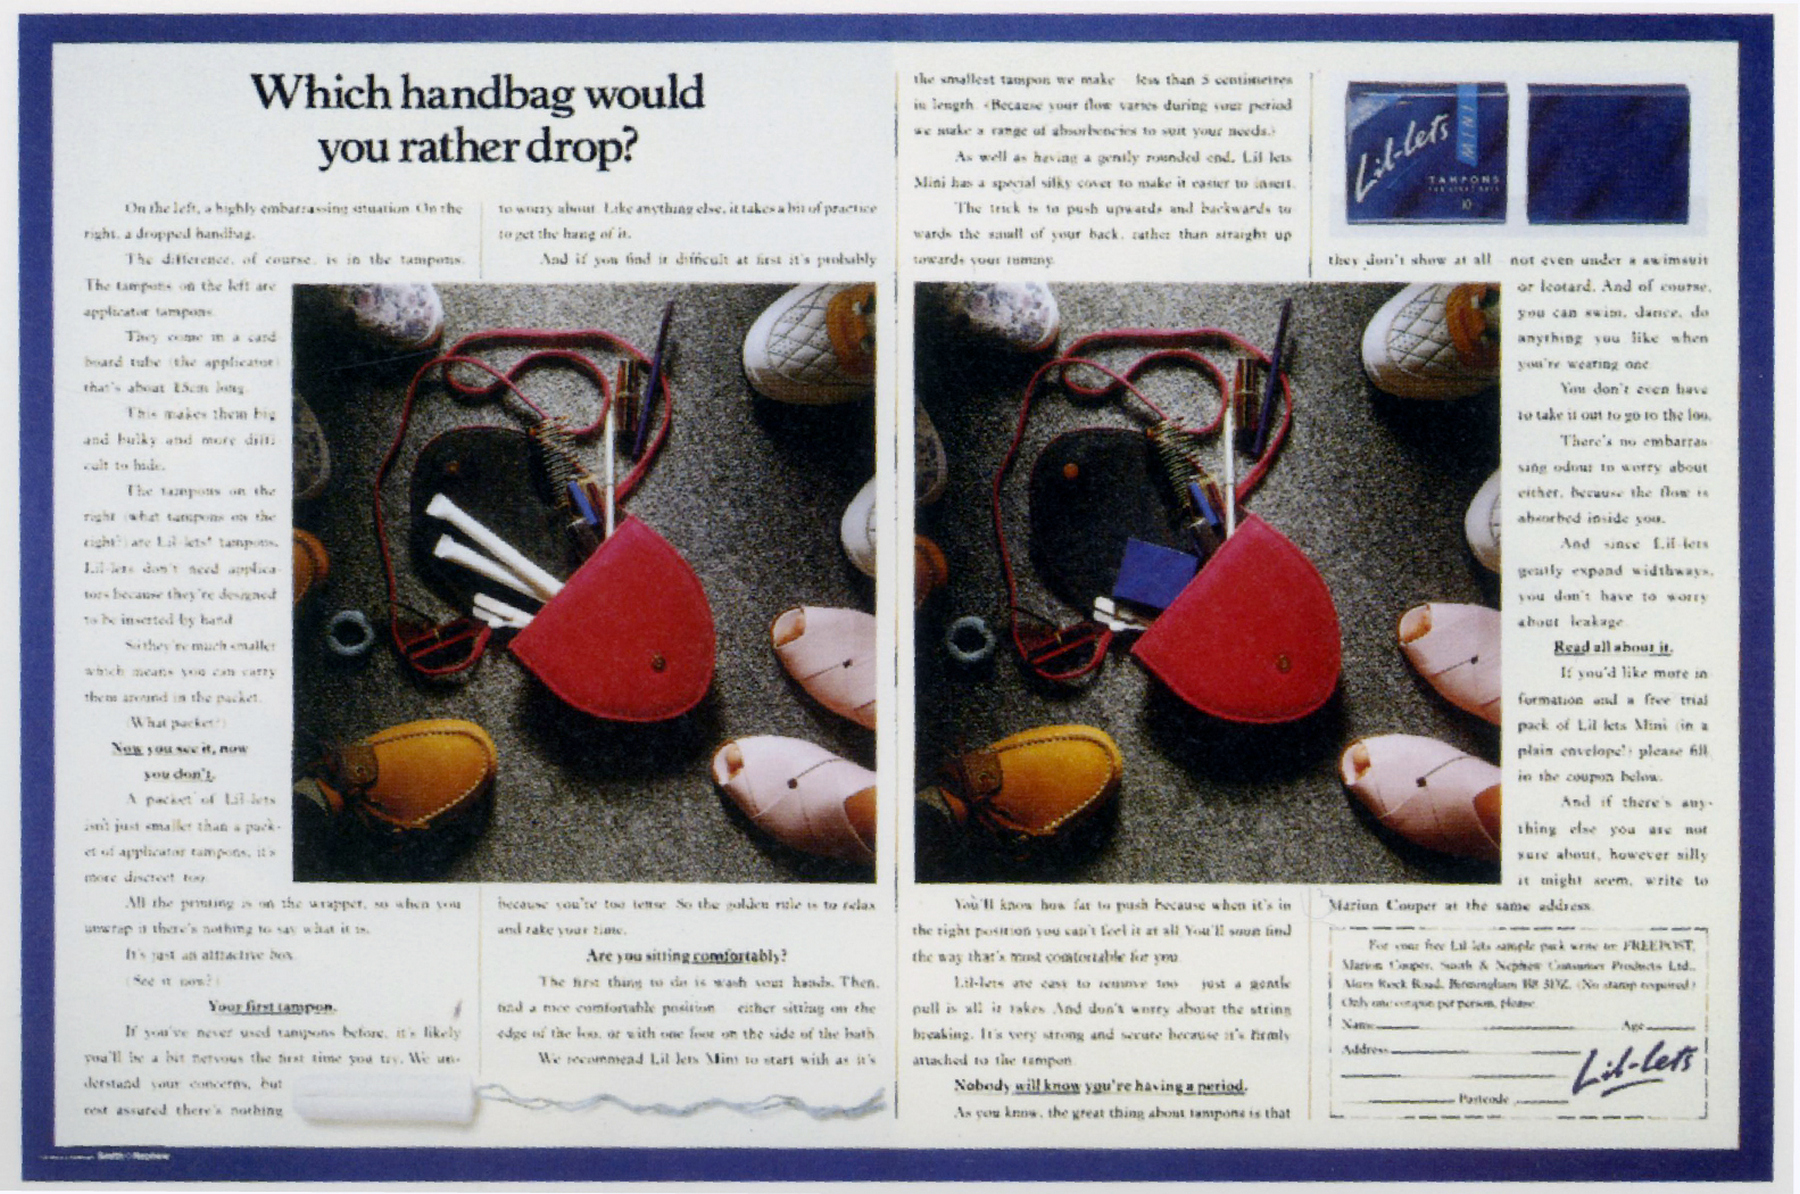 Which handbag would
you rather drop?
On the left, a highly embarrassing situation. On the
right, a dropped handbag.
The difference, of course, is in the tampons.
The tampons on the left are
applicator tampons.
They come in a card
board tube (the applicator)
that's about 15cm long.
This makes them big
and bulky and more diffi
cult to hide.
The tampons on the
right (what tampons on the
right?) are Lil-lets* tampons.
Lil-lets don't need applica-
tors because they're designed
to be inserted by hand.
So they're much smaller
which means you can carry
them around in the packet.
(What packet?)
Now you see it, now
you don't.
A packet of Lil-lets
isn't just smaller than a pack-
et of applicator tampons, it's
more discreet too.
All the printing is on the wrapper, so when you
unwrap it there's nothing to say what it is.
It's just an attractive box.
(See it now?)
Your first tampon.
If you've never used tampons before, it's likely
you'll be a bit nervous the first time you try. We un-
derstand your concerns, but
rest assured there's nothing
to worry about. Like anything else, it takes a bit of practice
to get the hang of it.
And if you find it difficult at first it's probably
because you're too tense. So the golden rule is to relax
and take your time.
Are you sitting comfortably?
The first thing to do is wash your hands. Then,
find a nice comfortable position either sitting on the
edge of the loo, or with one foot on the side of the bath.
We recommend Lil lets Mini to start with as it's
the smallest tampon we make less than 5 centimetres
in length. (Because your flow varies during your period
we make a range of absorbencies to suit your needs.)
As well as having a gently rounded end, Lil lets
Mini has a special silky cover to make it easier to insert.
The trick is to push upwards and backwards to
wards the small of your back, rather than straight up
towards your tummy.
You'll know how far to push because when it's in
the right position you can't feel it at all. You'll soon find
the way that's most comfortable for you.
Lil-lets are easy to remove too just a gentle
pull is all it takes. And don't worry about the string
breaking. It's very strong and secure because it's firmly
attached to the tampon.
Nobody will know you're having a period.
As you know, the great thing about tampons is that
Lil-lets
MINI
TAMPONS
10
they don't show at all not even under a swimsuit
or leotard. And of course,
you can swim, dance, do
anything you like when
you're wearing one.
You don't even have
to take it out to go to the loo.
There's no embarras
sing odour to worry about
either, because the flow is
absorbed inside you.
And since Lil-lets
gently expand widthways,
you don't have to worry
about leakage.
Read all about it.
If you'd like more in
formation and a free trial
pack of Lil lets Mini (in a
plain envelope!) please fill
in the coupon below.
And if there's any-
thing else you are not
sure about, however silly
it might seem, write to
Marion Cooper at the same address.
For your free Lil-lets sample pack write to: FREEPOST,
Marion Cooper, Smith & Nephew Consumer Products Ltd.,
Alum Rock Road, Birmingham B8 3DZ. (No stamp required.)
Only one coupon per person, please.
Name Age
Address
Postcode
Lil-lets
Smith+Nephew